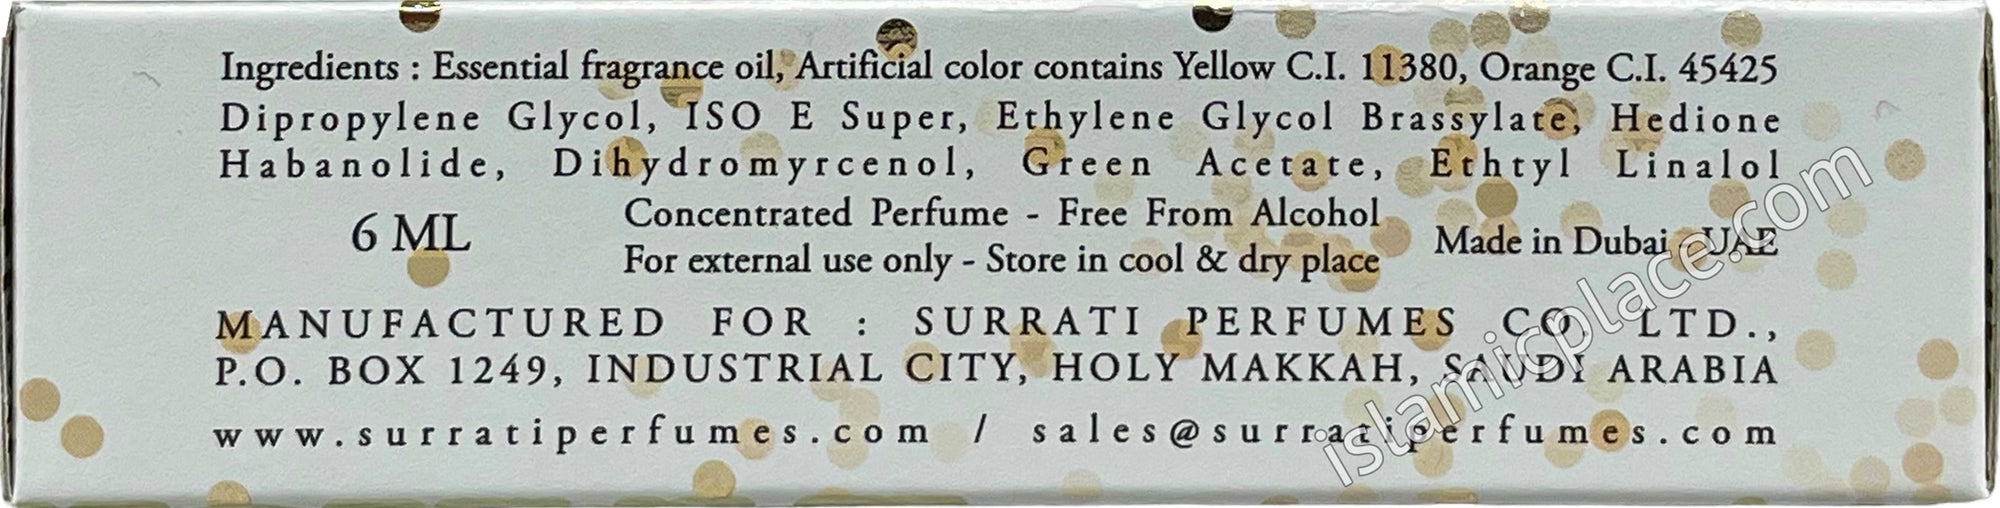 Ingredients : Essential fragrance oil, Artificial color contains Yellow C.I. 11380, Orange C.I. 45425
Dipropylene Glycol, ISO E Super, Ethylene Glycol Brassylate, Hedione
Habanolide, Dihydromyrcenol, Green Acetate, Ethtyl Linalol
6 ML
Concentrated Perfume - Free From Alcohol
For external use only - Store in cool & dry place
Made in Dubai - UAE
MANUFACTURED FOR : SURRATI PERFUMES CO. LTD.,
P.O. BOX 1249, INDUSTRIAL CITY, HOLY MAKKAH, SAUDI ARABIA
www.surratiperfumes.com / sales@surratiperfumes.com
islamicplace.com